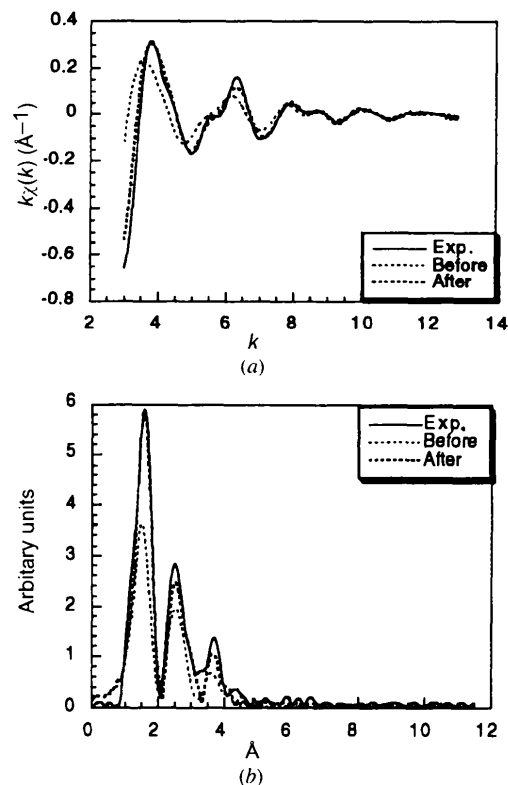 0.4
0.2
0
-0.2
-0.4
-0.6
-0.8
kχ(k) (Å−1)
Exp.
Before
After
2 4 6 8 10 12 14
k
(a)
6
5
4
3
2
1
0
Arbitary units
Exp.
Before
After
0 2 4 6 8 10 12
Å
(b)